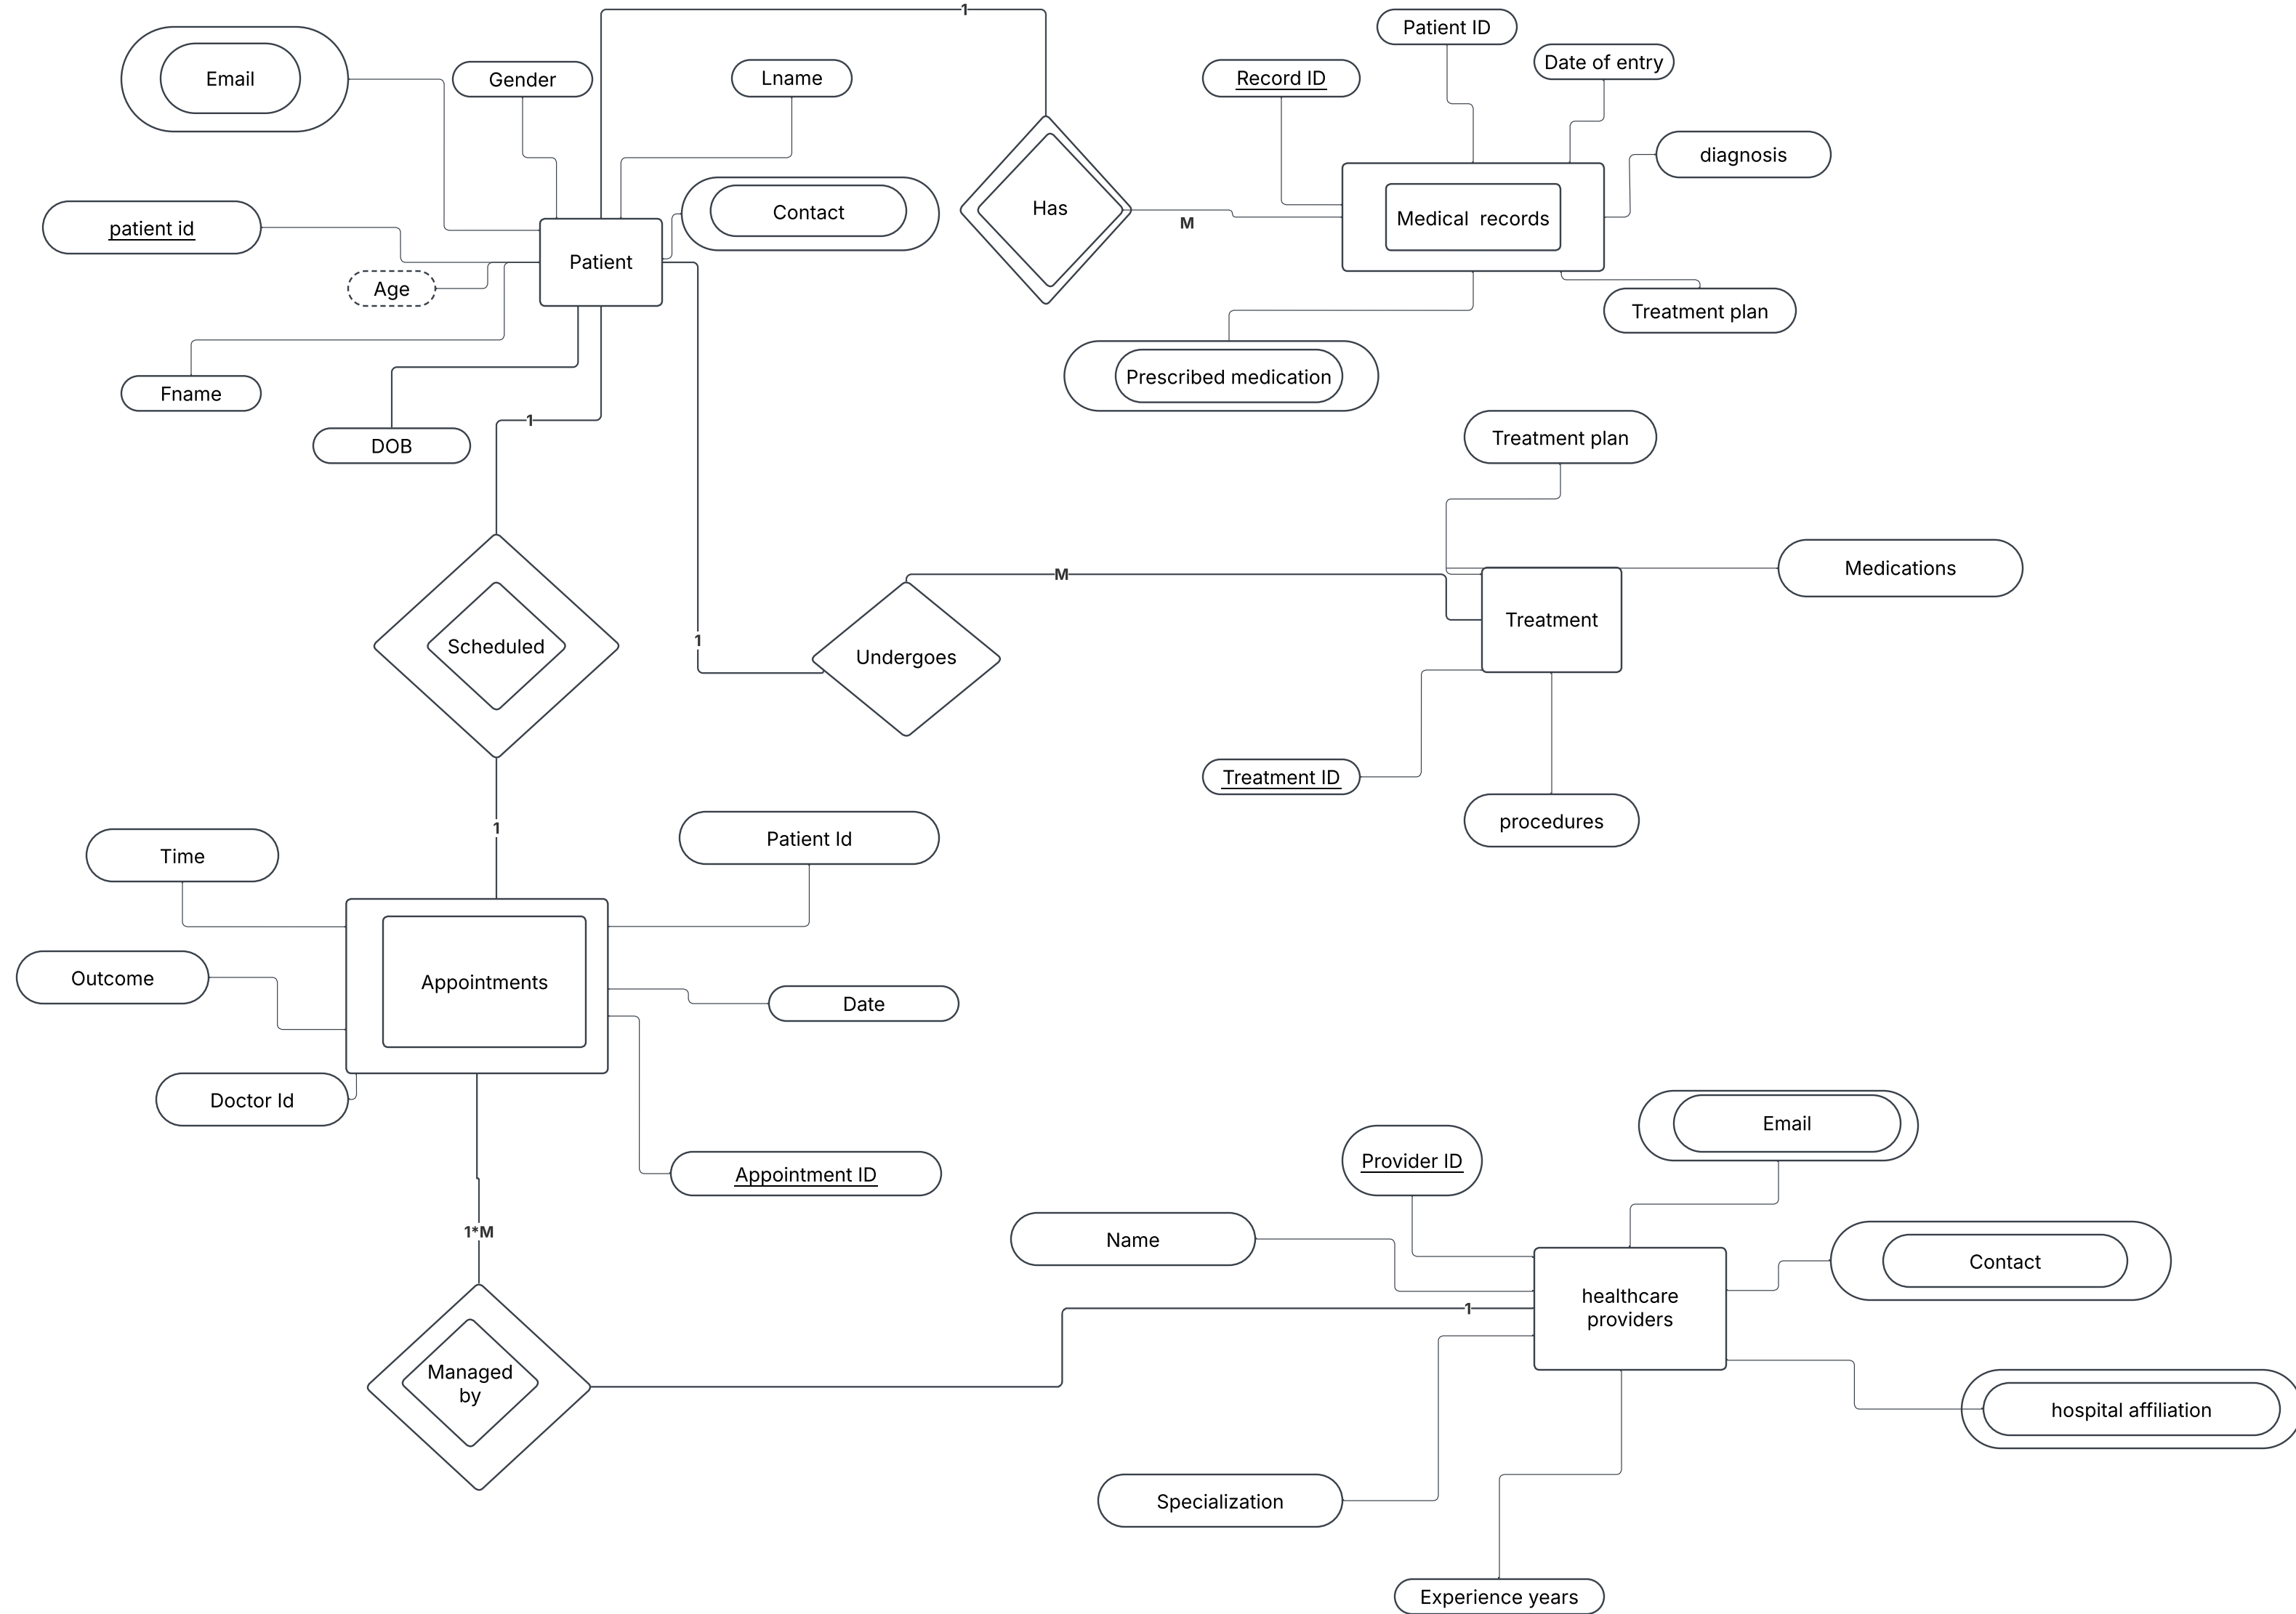 1
Patient ID
Email
Gender
Lname
Record ID
Date of entry
diagnosis
patient id
Contact
Has
Medical  records
M
Patient
Age
Treatment plan
Fname
Prescribed medication
1
DOB
Treatment plan
M
Medications
1
Treatment
Scheduled
Undergoes
Treatment ID
procedures
1
Patient Id
Time
Outcome
Appointments
Date
Doctor Id
Email
Appointment ID
Provider ID
1*M
Name
Contact
healthcare
providers
1
Managed
by
hospital affiliation
Specialization
Experience years